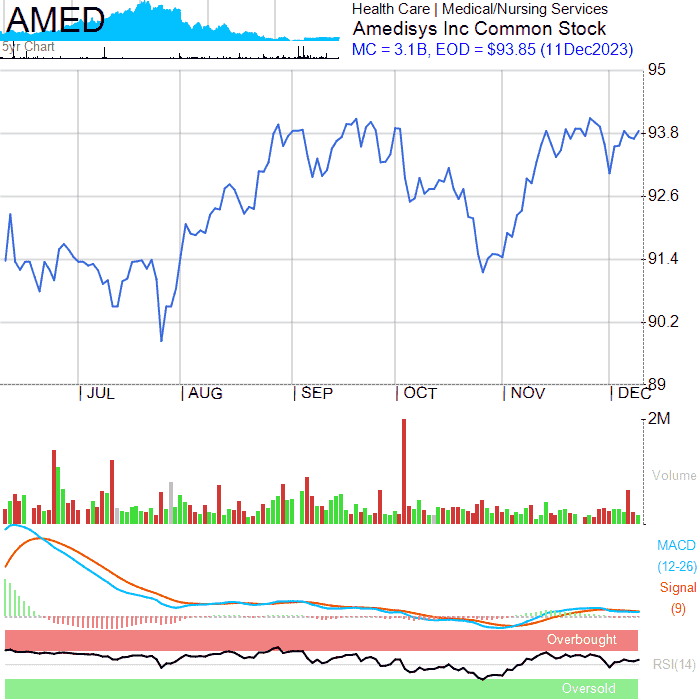 AMED
5yr Chart
Health Care | Medical/Nursing Services
Amedisys Inc Common Stock
MC = 3.1B, EOD = $93.85 (11Dec2023)
95
93.8
92.6
91.4
90.2
89
JUL AUG SEP OCT NOV DEC
2M
Volume
MACD
(12-26)
Signal
(9)
Overbought
RSI(14)
Oversold